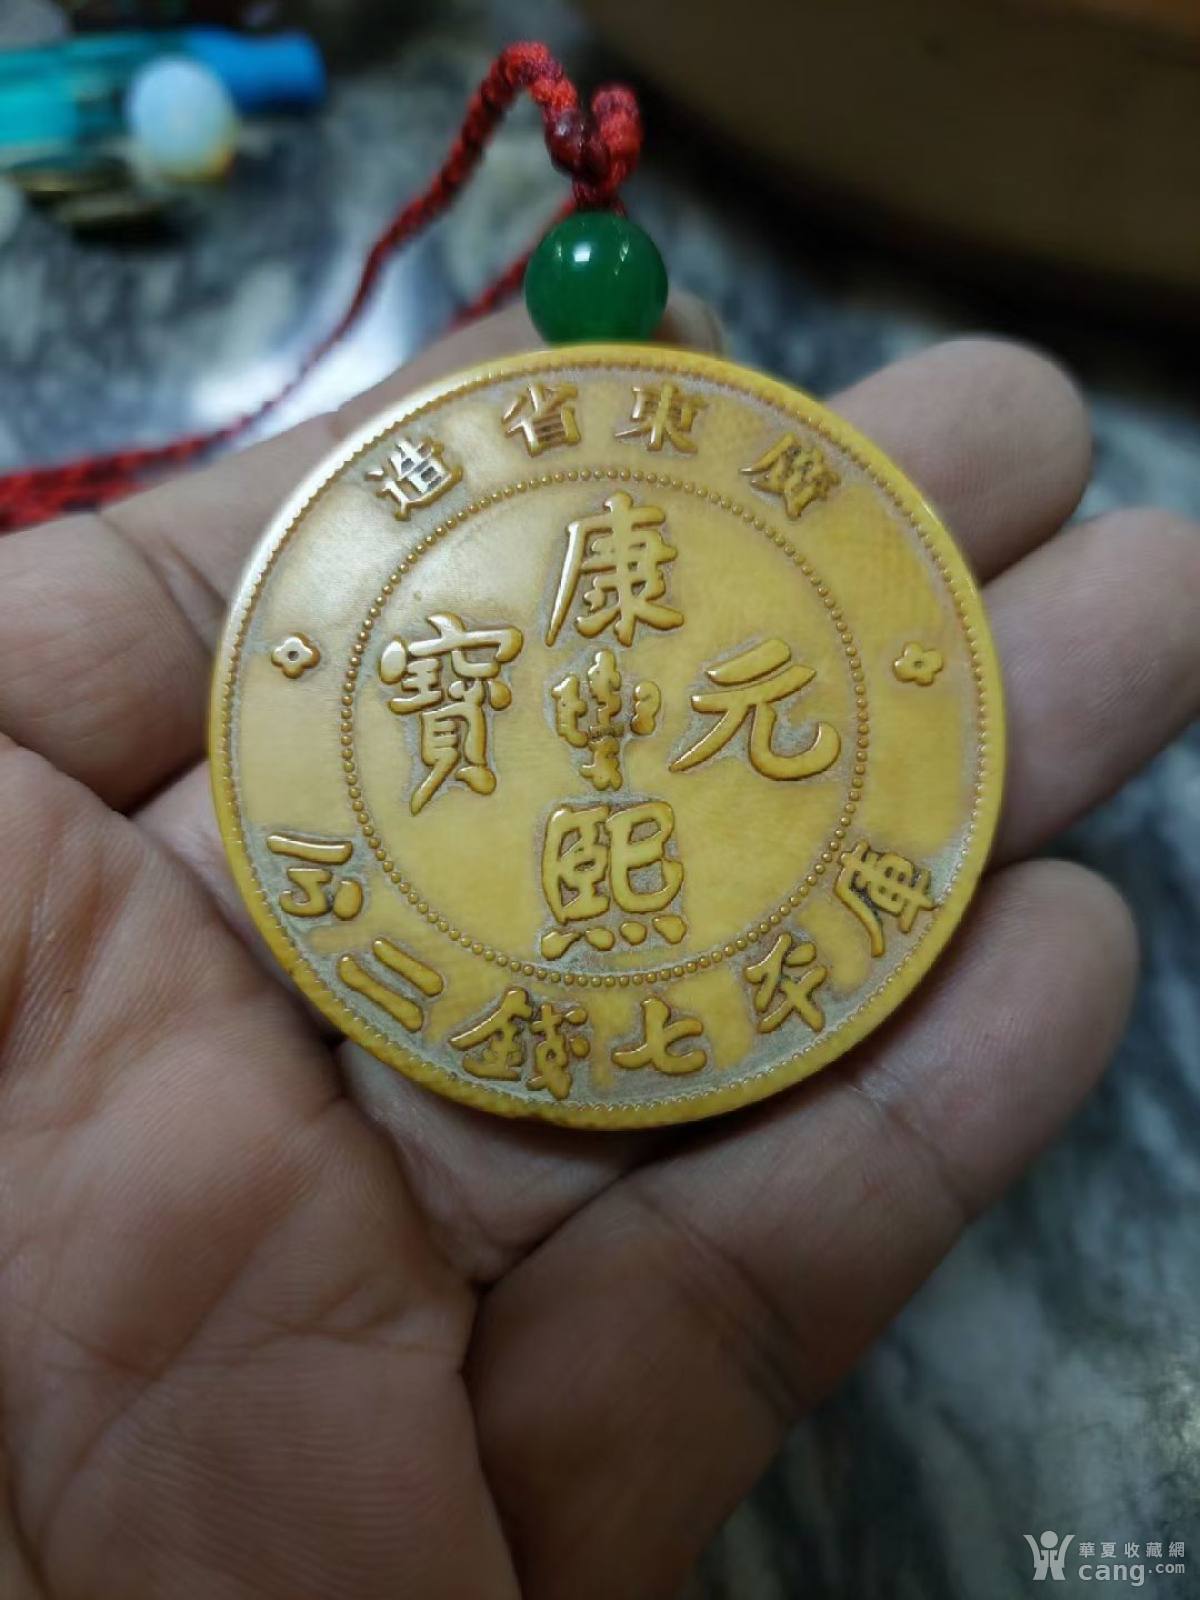 廣東省造
康熙元寶
庫平七錢二分
華夏收藏網
cang.com